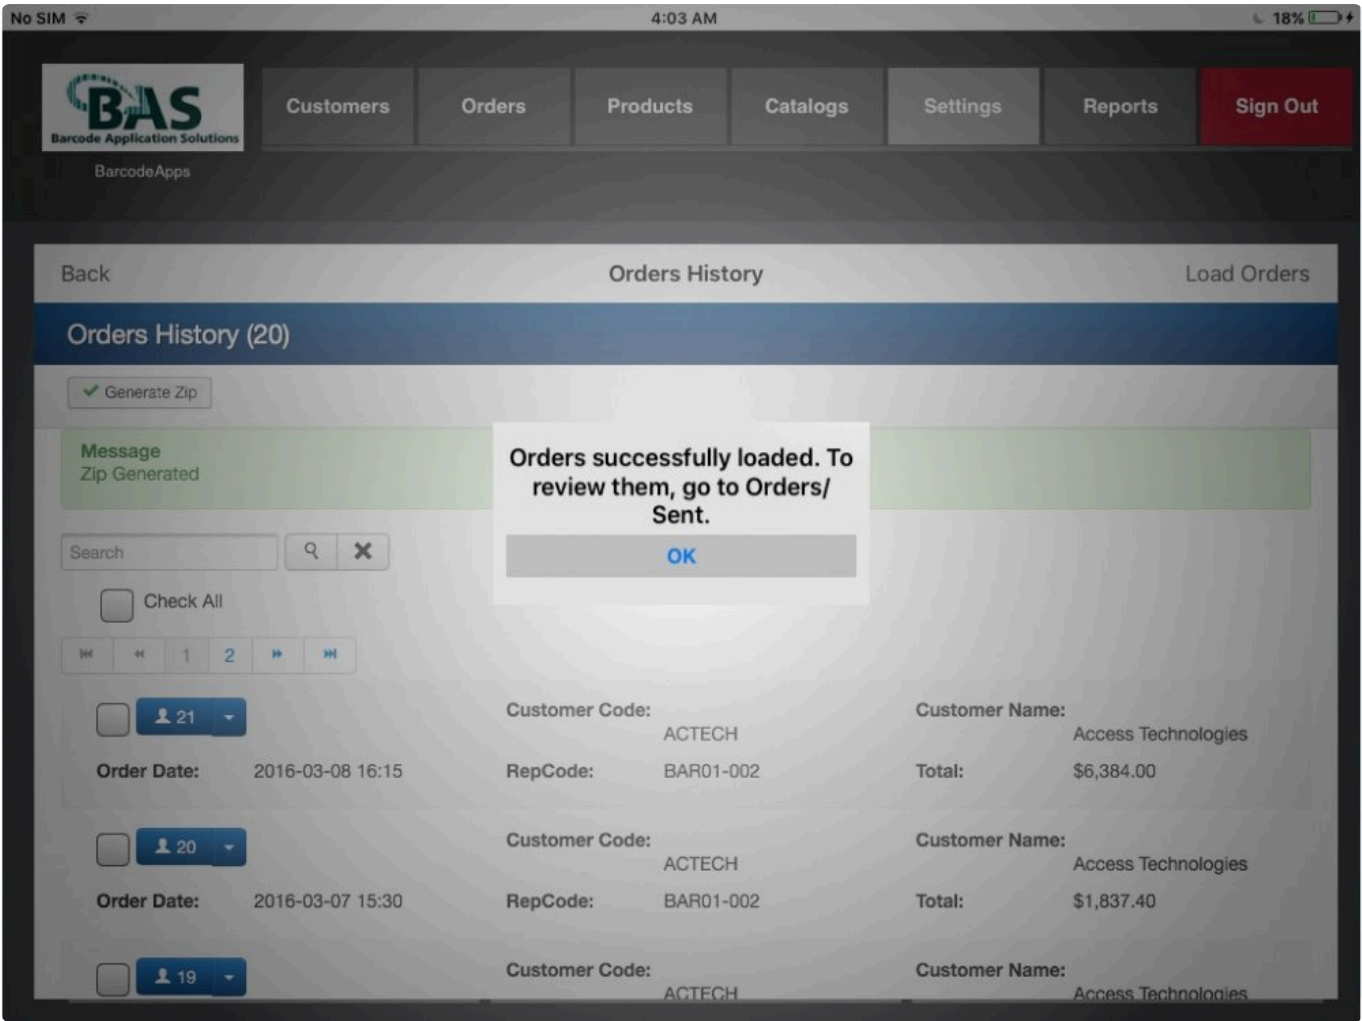 No SIM
4:03 AM
18%
BAS
Barcode Application Solutions
BarcodeApps
Customers
Orders
Products
Catalogs
Settings
Reports
Sign Out
Back
Orders History
Load Orders
Orders History (20)
Generate Zip
Message
Zip Generated
Orders successfully loaded. To
review them, go to Orders/
Sent.
OK
Search
Check All
1 2
21
Customer Code:
ACTECH
Customer Name:
Access Technologies
Order Date: 2016-03-08 16:15
RepCode: BAR01-002
Total: $6,384.00
20
Customer Code:
ACTECH
Customer Name:
Access Technologies
Order Date: 2016-03-07 15:30
RepCode: BAR01-002
Total: $1,837.40
19
Customer Code:
ACTECH
Customer Name:
Access Technologies